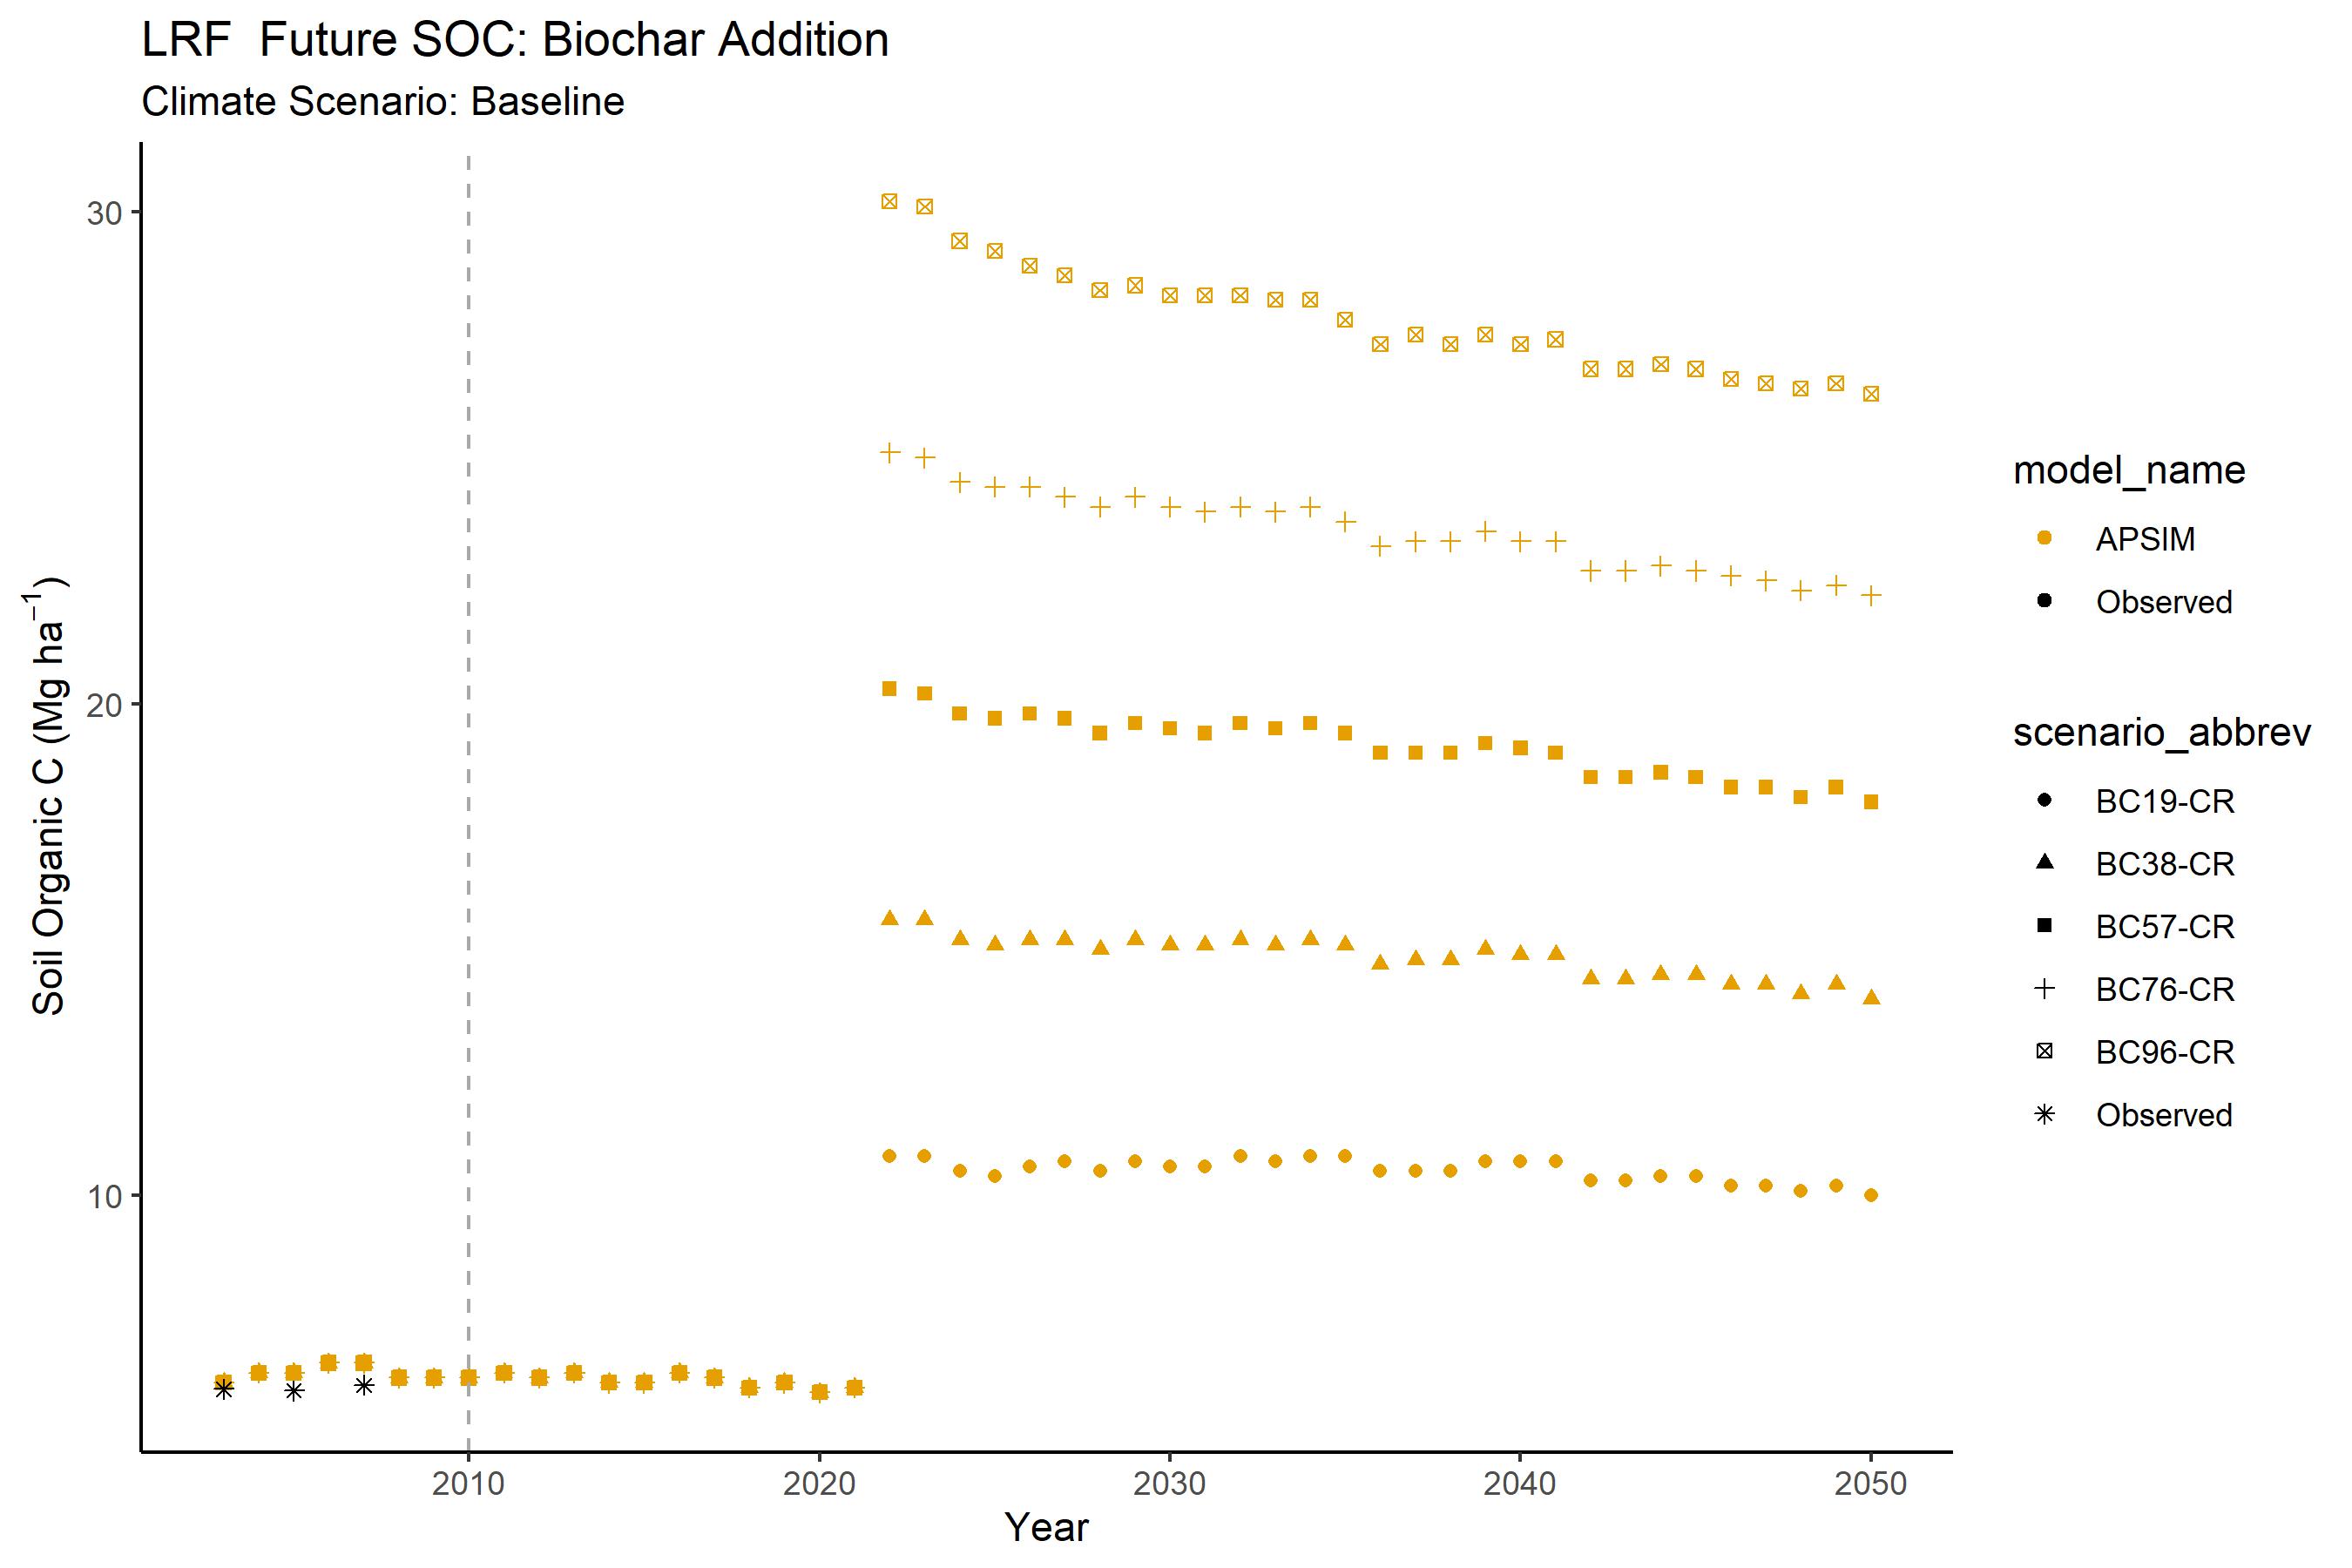 LRF  Future SOC: Biochar Addition
Climate Scenario: Baseline
Soil Organic C (Mg ha⁻¹)
30
20
10
2010
2020
2030
2040
2050
Year
model_name
APSIM
Observed
scenario_abbrev
BC19-CR
BC38-CR
BC57-CR
BC76-CR
BC96-CR
Observed